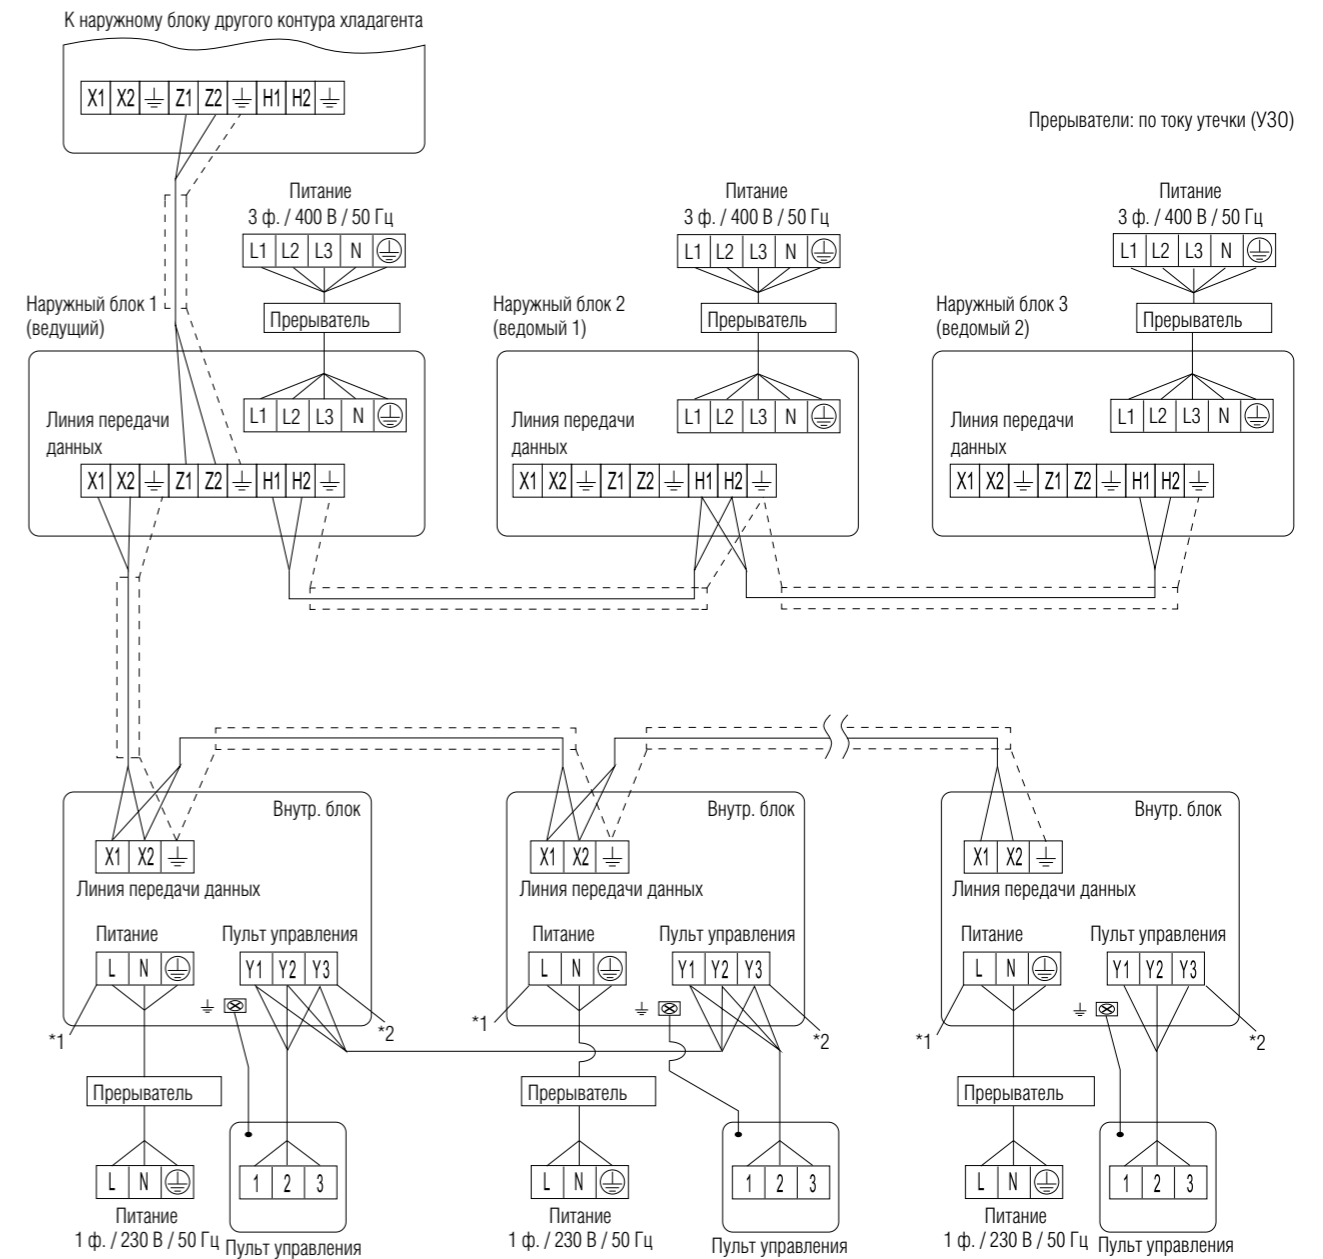 К наружному блоку другого контура хладагента
X1 X2 Z1 Z2 H1 H2
Прерыватели: по току утечки (УЗО)
Питание
3 ф. / 400 В / 50 Гц
L1 L2 L3 N
Питание
3 ф. / 400 В / 50 Гц
L1 L2 L3 N
Питание
3 ф. / 400 В / 50 Гц
L1 L2 L3 N
Наружный блок 1
(ведущий)
Прерыватель
Наружный блок 2
(ведомый 1)
Прерыватель
Наружный блок 3
(ведомый 2)
Прерыватель
L1 L2 L3 N
Линия передачи
данных
X1 X2 Z1 Z2 H1 H2
L1 L2 L3 N
Линия передачи
данных
X1 X2 Z1 Z2 H1 H2
L1 L2 L3 N
Линия передачи
данных
X1 X2 Z1 Z2 H1 H2
Внутр. блок
X1 X2
Линия передачи данных
Питание
L N
Пульт управления
Y1 Y2 Y3
*1
*2
Прерыватель
L N
Питание
1 ф. / 230 В / 50 Гц
1 2 3
Пульт управления
Внутр. блок
X1 X2
Линия передачи данных
Питание
L N
Пульт управления
Y1 Y2 Y3
*1
*2
Прерыватель
L N
Питание
1 ф. / 230 В / 50 Гц
1 2 3
Пульт управления
Внутр. блок
X1 X2
Линия передачи данных
Питание
L N
Пульт управления
Y1 Y2 Y3
*1
*2
Прерыватель
L N
Питание
1 ф. / 230 В / 50 Гц
1 2 3
Пульт управления